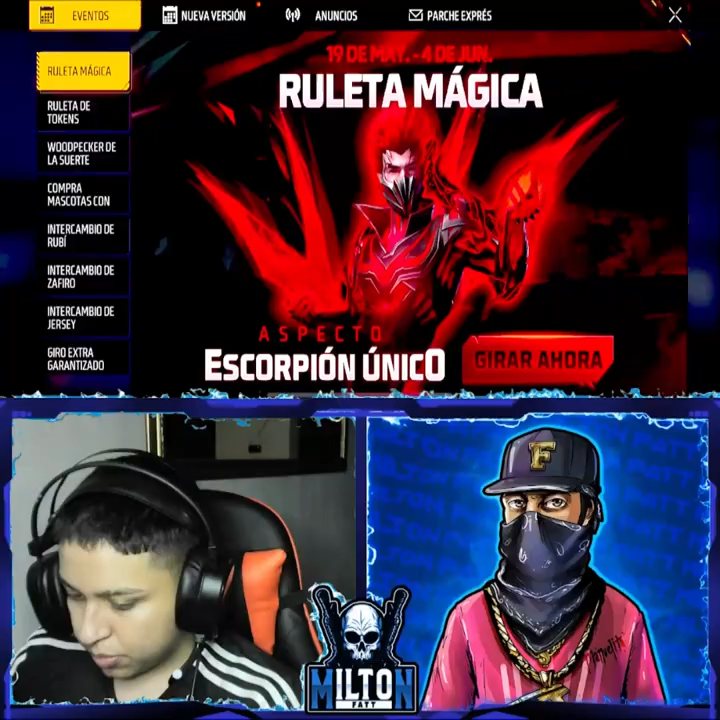 EVENTOS
NUEVA VERSIÓN
ANUNCIOS
PARCHE EXPRÉS
RULETA MÁGICA
RULETA DE
TOKENS
WOODPECKER DE
LA SUERTE
COMPRA
MASCOTAS CON
INTERCAMBIO DE
RUBÍ
INTERCAMBIO DE
ZAFIRO
INTERCAMBIO DE
JERSEY
GIRO EXTRA
GARANTIZADO
19 DE MAY. - 4 DE JUN.
RULETA MÁGICA
ASPECTO
ESCORPIÓN ÚNICO
GIRAR AHORA
F
MILTON
FATT